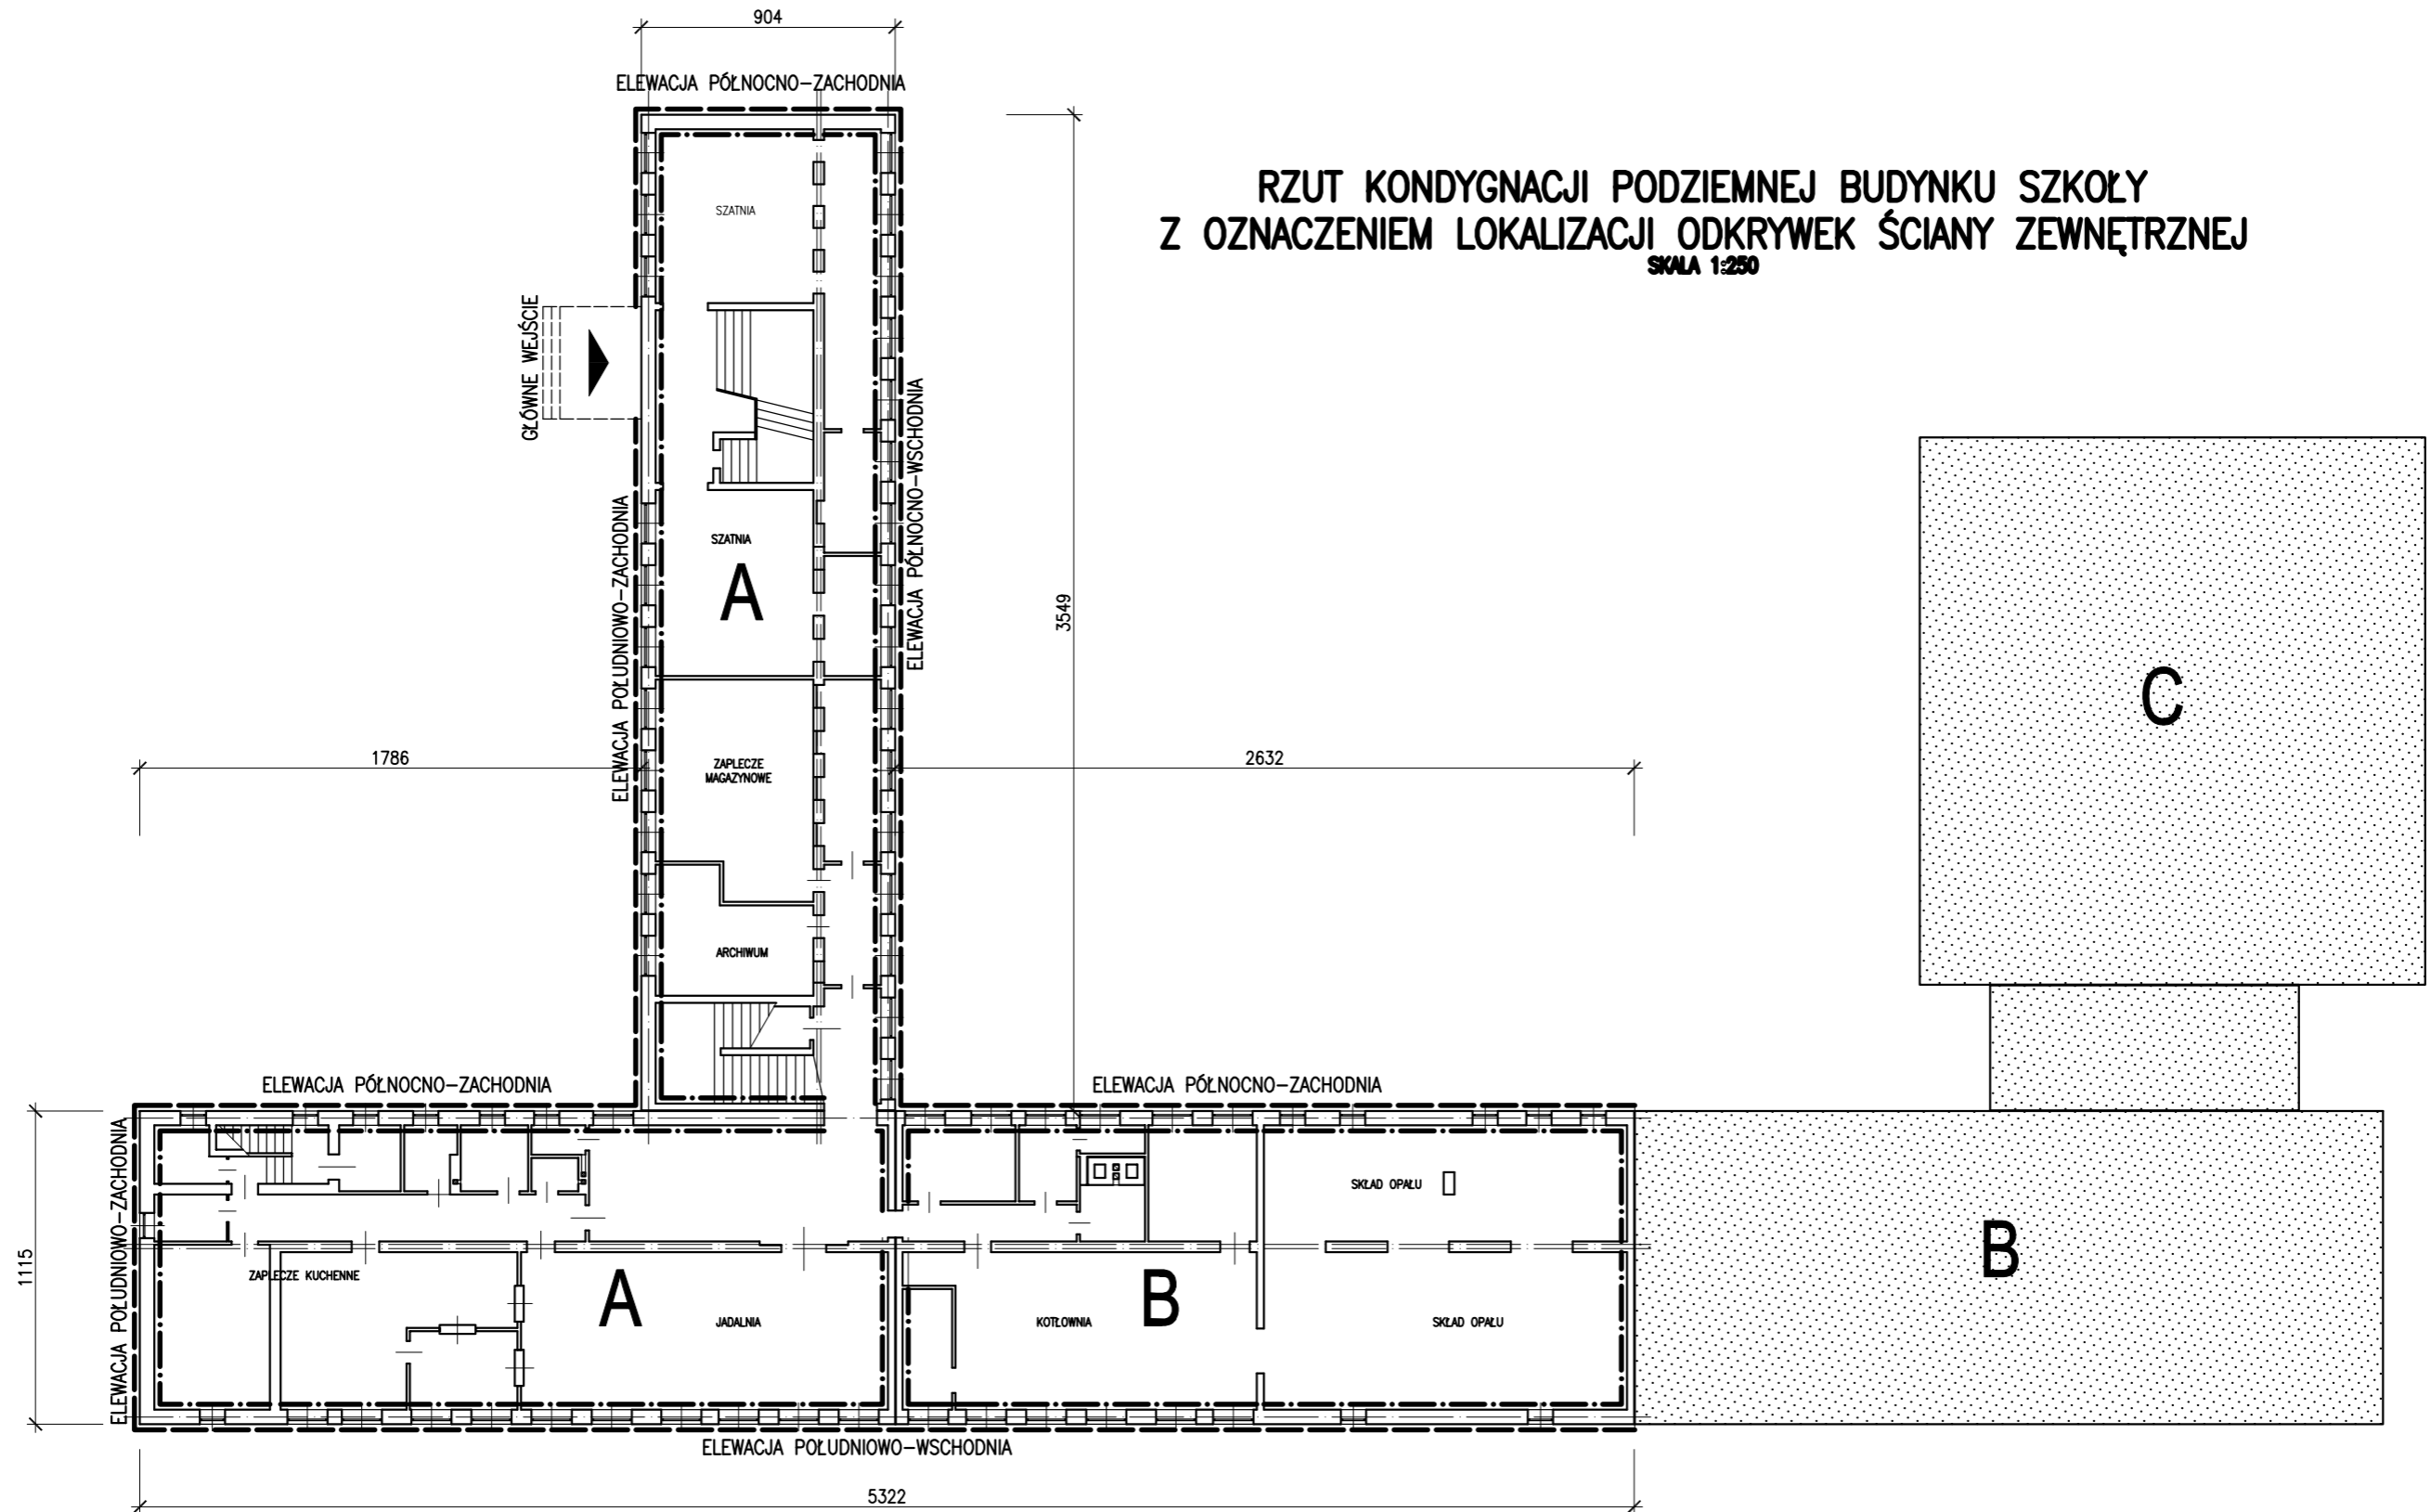 904
ELEWACJA PÓŁNOCNO-ZACHODNIA
RZUT KONDYGNACJI PODZIEMNEJ BUDYNKU SZKOŁY
Z OZNACZENIEM LOKALIZACJI ODKRYWEK ŚCIANY ZEWNĘTRZNEJ
SKALA 1:250
SZATNIA
GŁÓWNE WEJŚCIE
ELEWACJA PÓŁNOCNO-WSCHODNIA
ELEWACJA POŁUDNIOWO-ZACHODNIA
SZATNIA
A
3549
C
1786
ZAPLECZE
MAGAZYNOWE
2632
ARCHIWUM
ELEWACJA PÓŁNOCNO-ZACHODNIA
ELEWACJA PÓŁNOCNO-ZACHODNIA
ELEWACJA POŁUDNIOWO-ZACHODNIA
1115
SKŁAD OPAŁU
ZAPLECZE KUCHENNE
A
JADALNIA
KOTŁOWNIA
B
SKŁAD OPAŁU
B
ELEWACJA POŁUDNIOWO-WSCHODNIA
5322